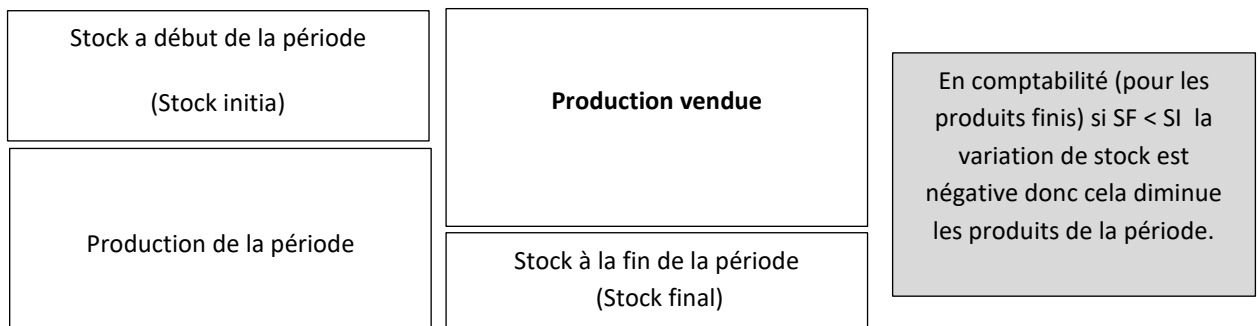 Stock a début de la période
(Stock initia)
Production de la période
Production vendue
Stock à la fin de la période
(Stock final)
En comptabilité (pour les
produits finis) si SF < SI la
variation de stock est
négative donc cela diminue
les produits de la période.